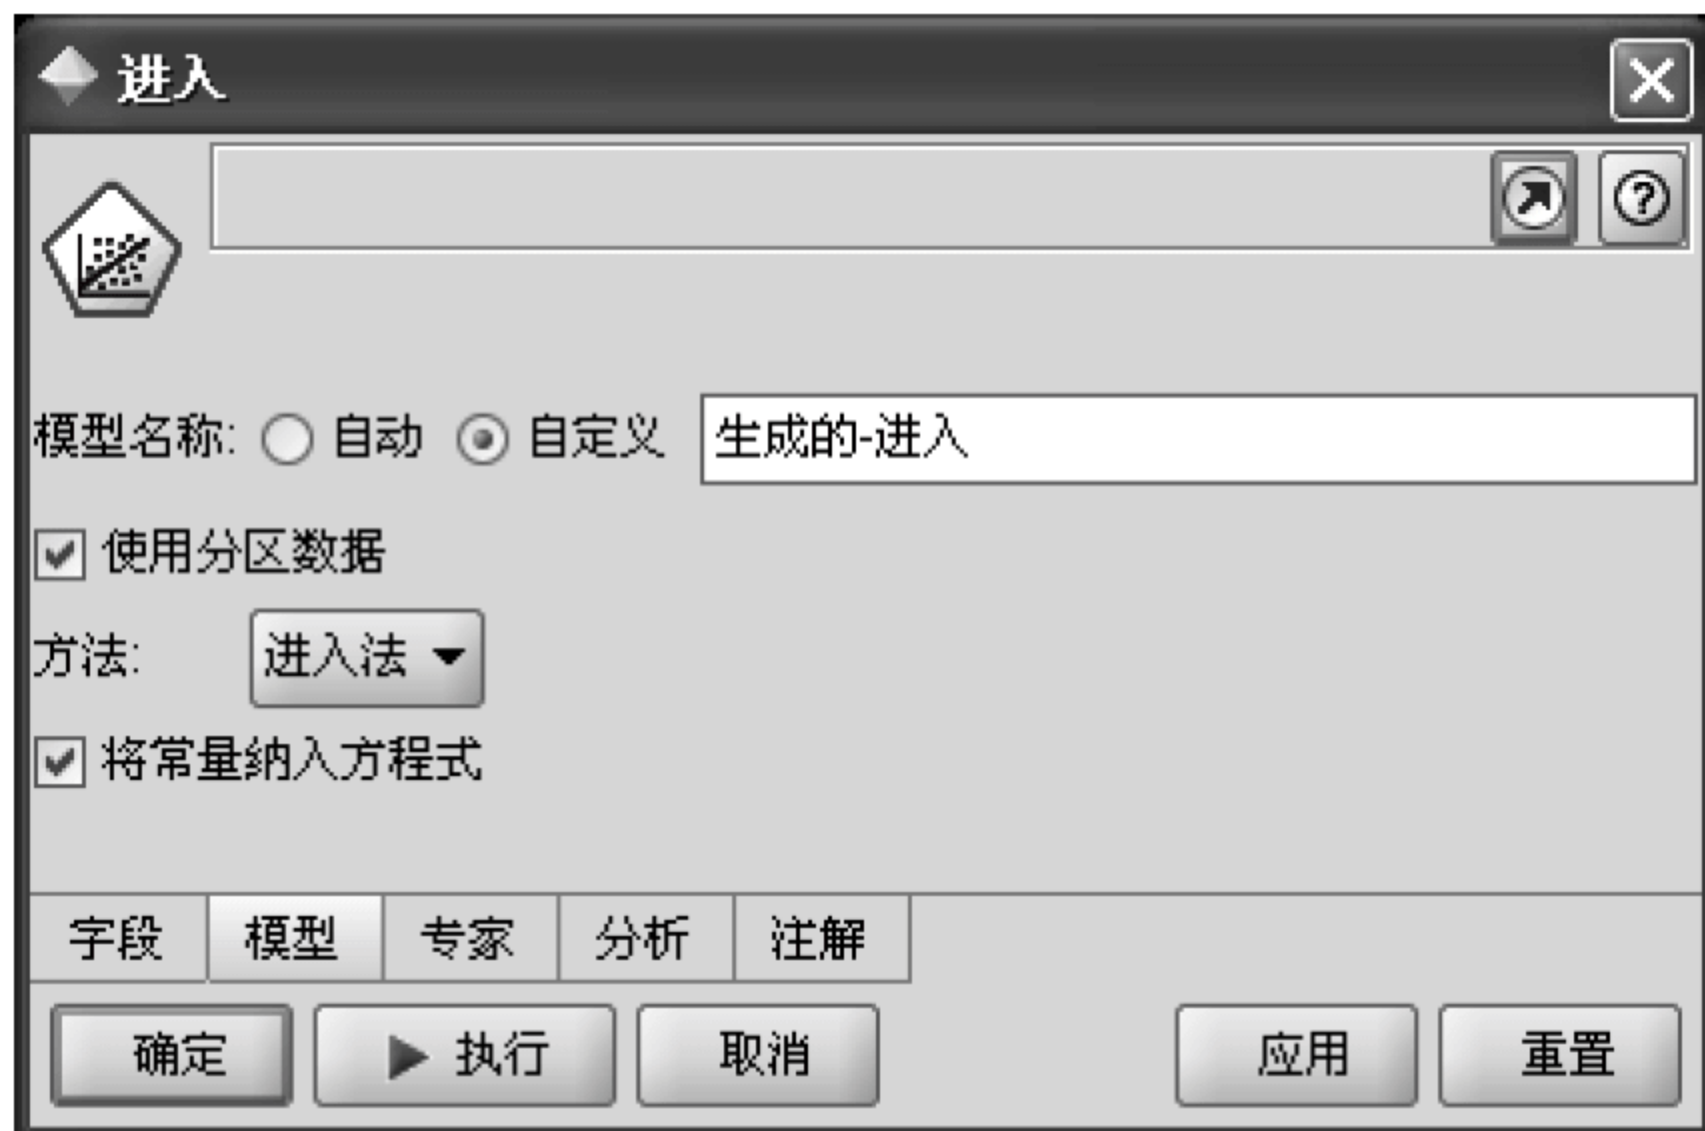 进入
模型名称: 自动 自定义 生成的-进入
使用分区数据
方法: 进入法
将常量纳入方程式
字段 模型 专家 分析 注解
确定 执行 取消 应用 重置